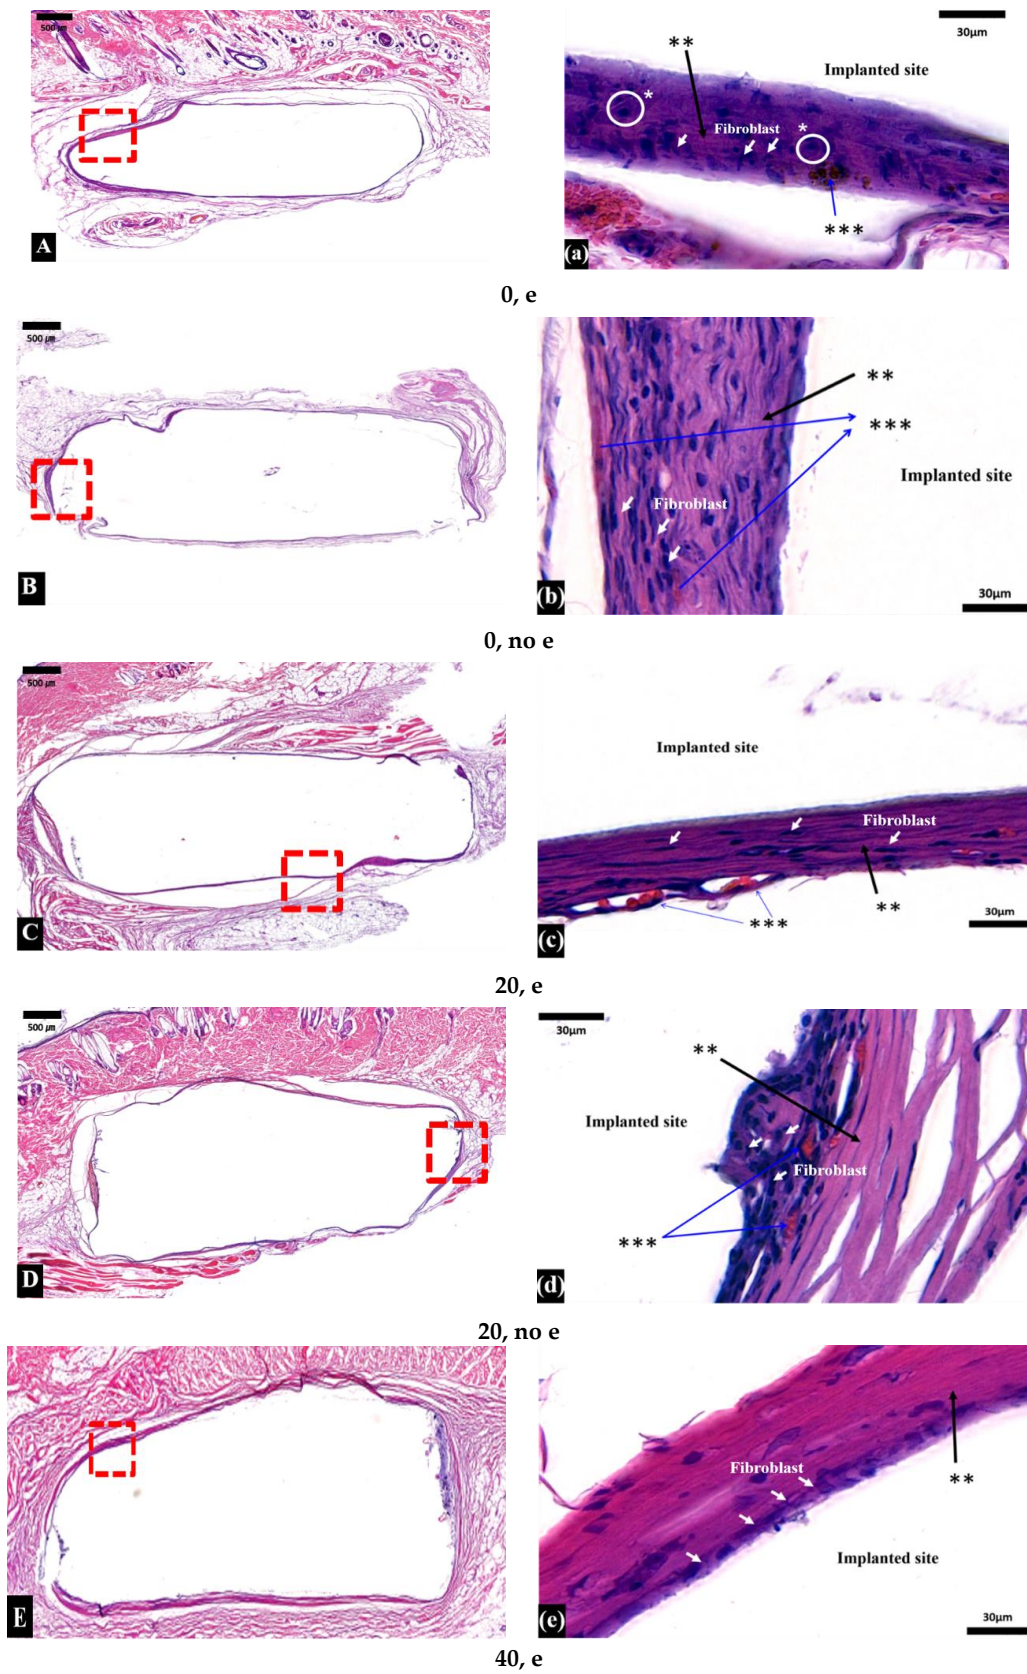 500 µm
A
30µm
**
Implanted site
*
Fibroblast
*
***
(a)
0, e
500 µm
B
**
***
Implanted site
Fibroblast
(b)
30µm
0, no e
500 µm
C
Implanted site
Fibroblast
**
***
(c)
30µm
20, e
500 µm
D
30µm
**
Implanted site
Fibroblast
***
(d)
20, no e
E
Fibroblast
**
Implanted site
(e)
30µm
40, e